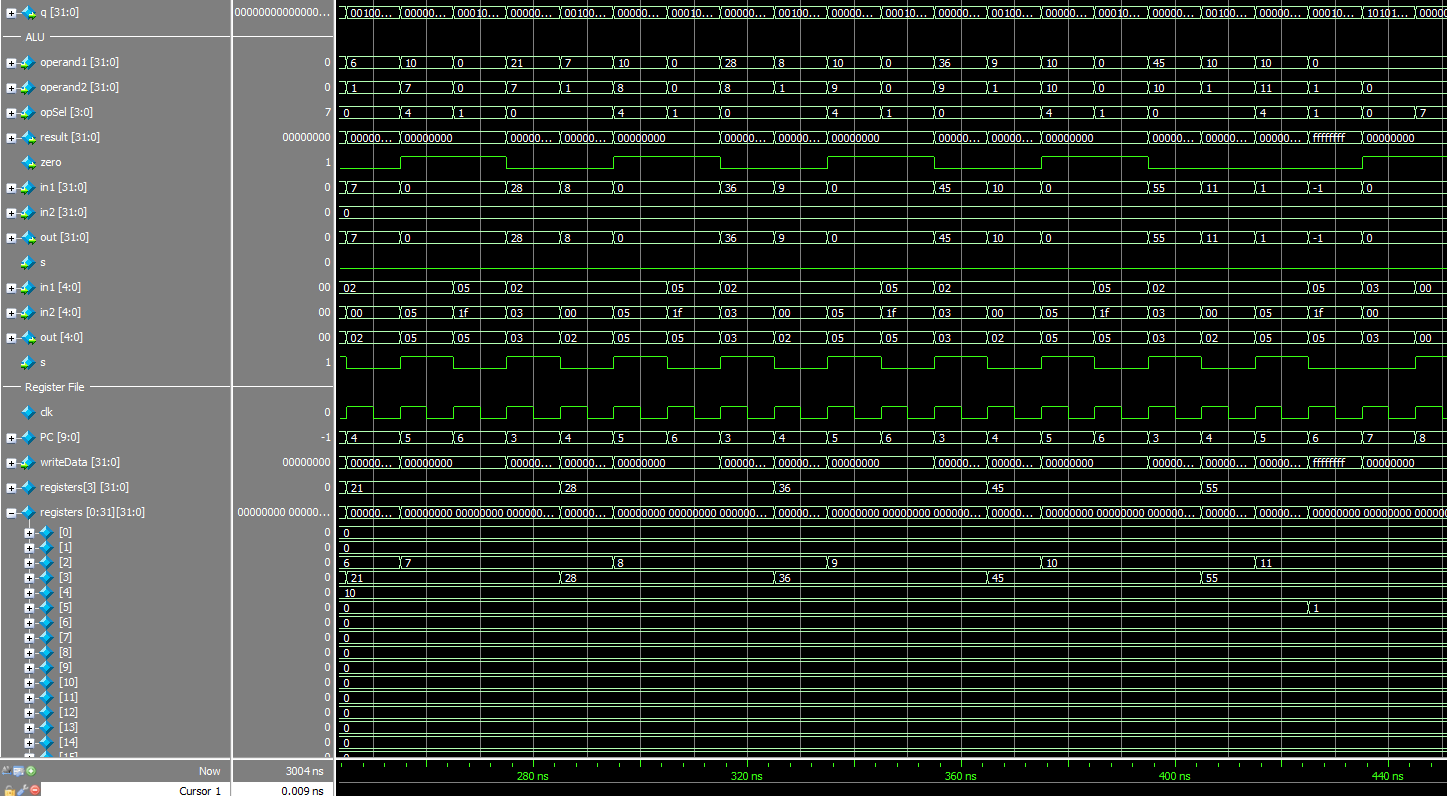 q [31:0] 00000000000000... 00100... 00000... 00010... 00000... 00100... 00000... 00010... 00000... 00100... 00000... 00010... 00000... 00100... 00000... 00010... 00000... 00100... 00000... 00010... 10101... 00000...
ALU
operand1 [31:0] 0 6 10 0 21 7 10 0 28 8 10 0 36 9 10 0 45 10 10 0
operand2 [31:0] 0 1 7 0 7 1 8 0 8 1 9 0 9 1 10 0 10 1 11 1 0
opSel [3:0] 7 0 4 1 0 4 1 0 4 1 0 4 1 0 4 1 0 7
result [31:0] 00000000 00000... 00000000 00000... 00000... 00000000 00000... 00000... 00000000 00000... 00000... 00000000 00000... 00000... 00000... ffffffff 00000000
zero 1
in1 [31:0] 0 7 0 28 8 0 36 9 0 45 10 0 55 11 1 -1 0
in2 [31:0] 0 0
out [31:0] 0 7 0 28 8 0 36 9 0 45 10 0 55 11 1 -1 0
s 0
in1 [4:0] 00 02 05 02 05 02 05 02 05 02 05 03 00
in2 [4:0] 00 00 05 1f 03 00 05 1f 03 00 05 1f 03 00 05 1f 03 00 05 1f 00
out [4:0] 00 02 05 05 03 02 05 05 03 02 05 05 03 02 05 05 03 02 05 05 03 00
s 1
Register File
clk 0
PC [9:0] -1 4 5 6 3 4 5 6 3 4 5 6 3 4 5 6 3 4 5 6 7 8
writeData [31:0] 00000000 00000... 00000000 00000... 00000... 00000000 00000... 00000... 00000000 00000... 00000... 00000000 00000... 00000... 00000... ffffffff 00000000
registers[3] [31:0] 0 21 28 36 45 55
registers [0:31][31:0] 00000000 00000... 00000... 00000000 00000000 000000... 00000... 00000000 00000000 000000... 00000... 00000000 00000000 000000... 00000... 00000000 00000000 000000... 00000... 00000... 00000000 00000000 000000...
[0] 0 0
[1] 0 0
[2] 0 6 7 8 9 10 11
[3] 0 21 28 36 45 55
[4] 0 10
[5] 0 0 1
[6] 0 0
[7] 0 0
[8] 0 0
[9] 0 0
[10] 0 0
[11] 0 0
[12] 0 0
[13] 0 0
[14] 0 0
Now 3004 ns 280 ns 320 ns 360 ns 400 ns 440 ns
Cursor 1 0.009 ns